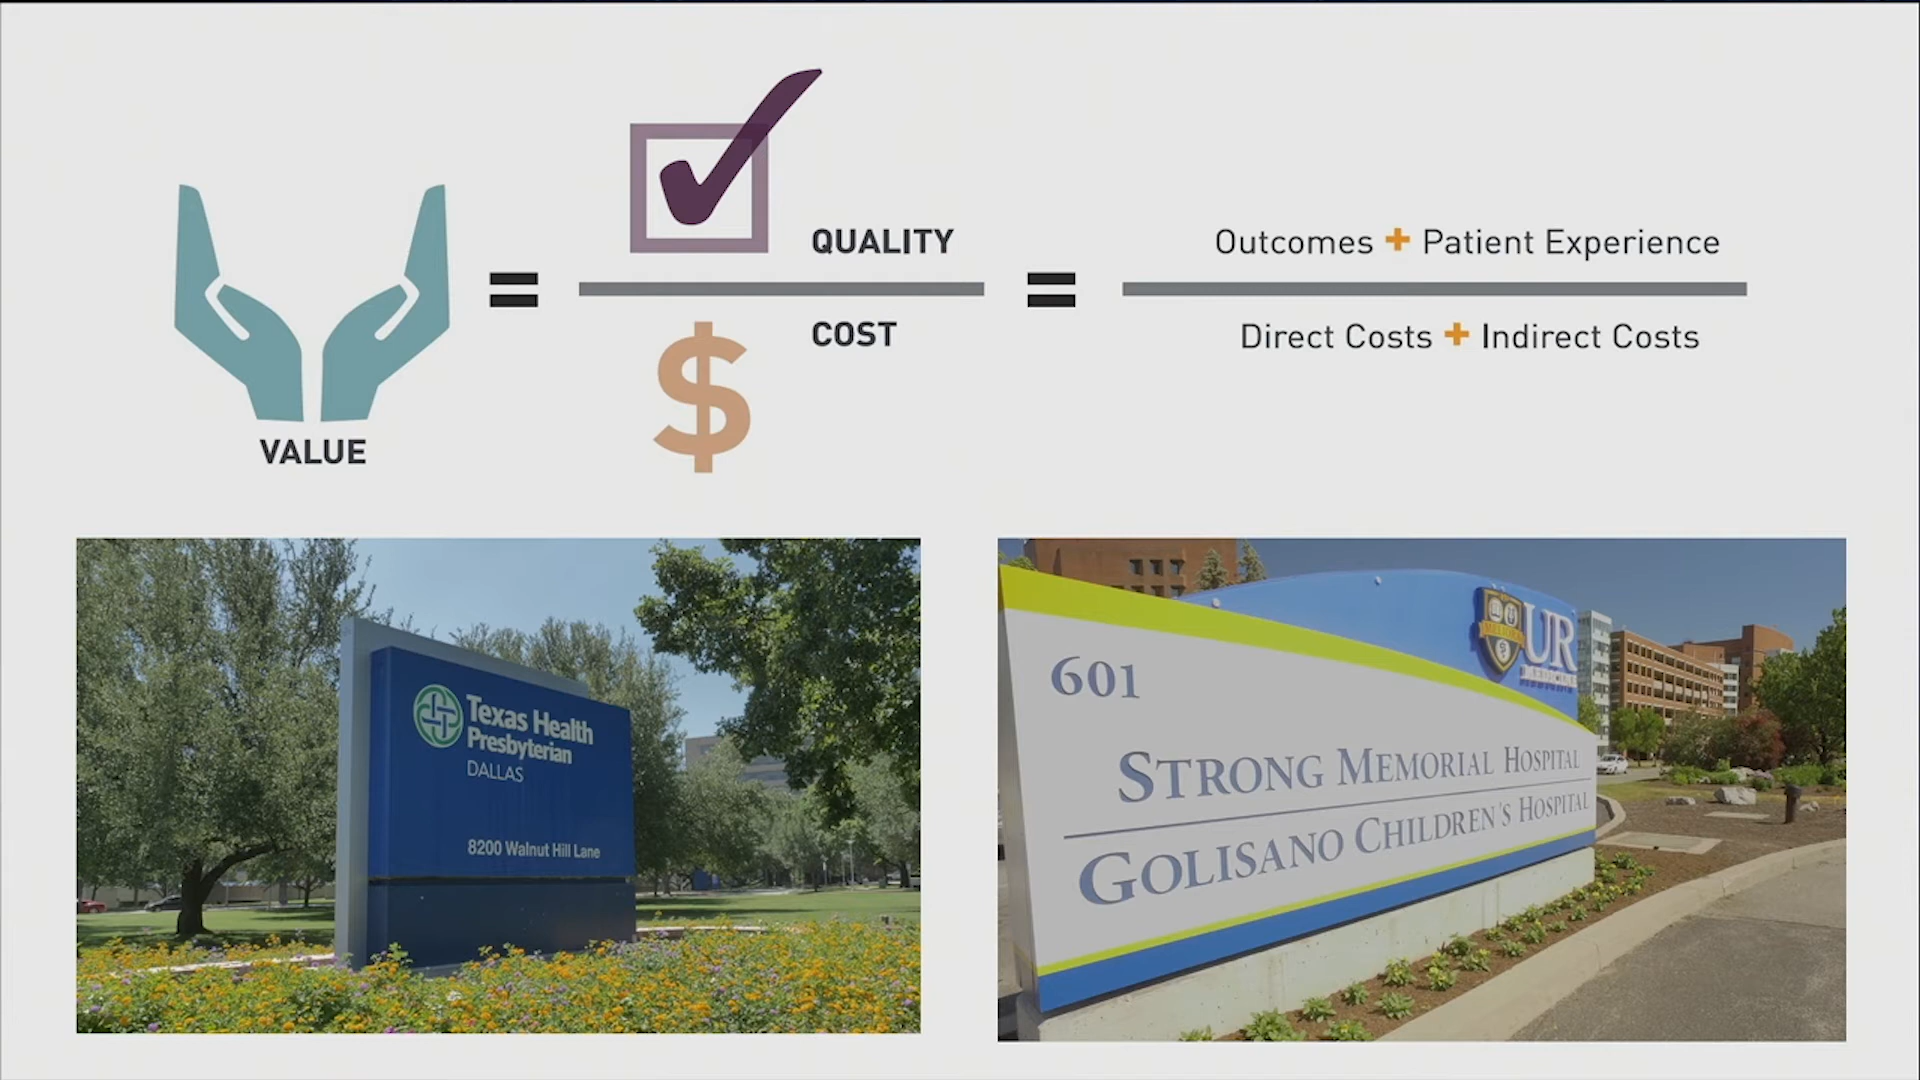 VALUE
=
QUALITY
COST
$
=
Outcomes + Patient Experience
Direct Costs + Indirect Costs
Texas Health
Presbyterian
DALLAS
8200 Walnut Hill Lane
UR
MEDICINE
601
STRONG MEMORIAL HOSPITAL
GOLISANO CHILDREN'S HOSPITAL